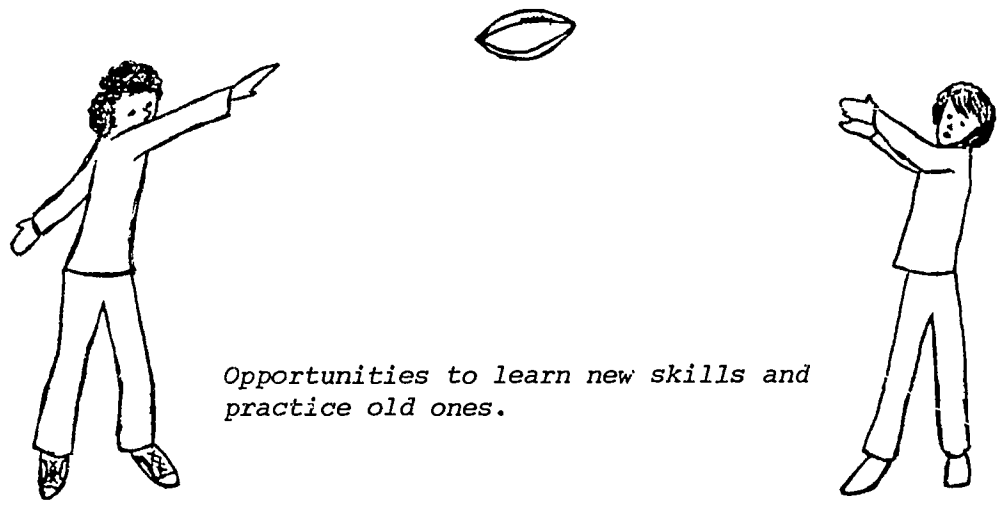 Opportunities to learn new skills and
practice old ones.